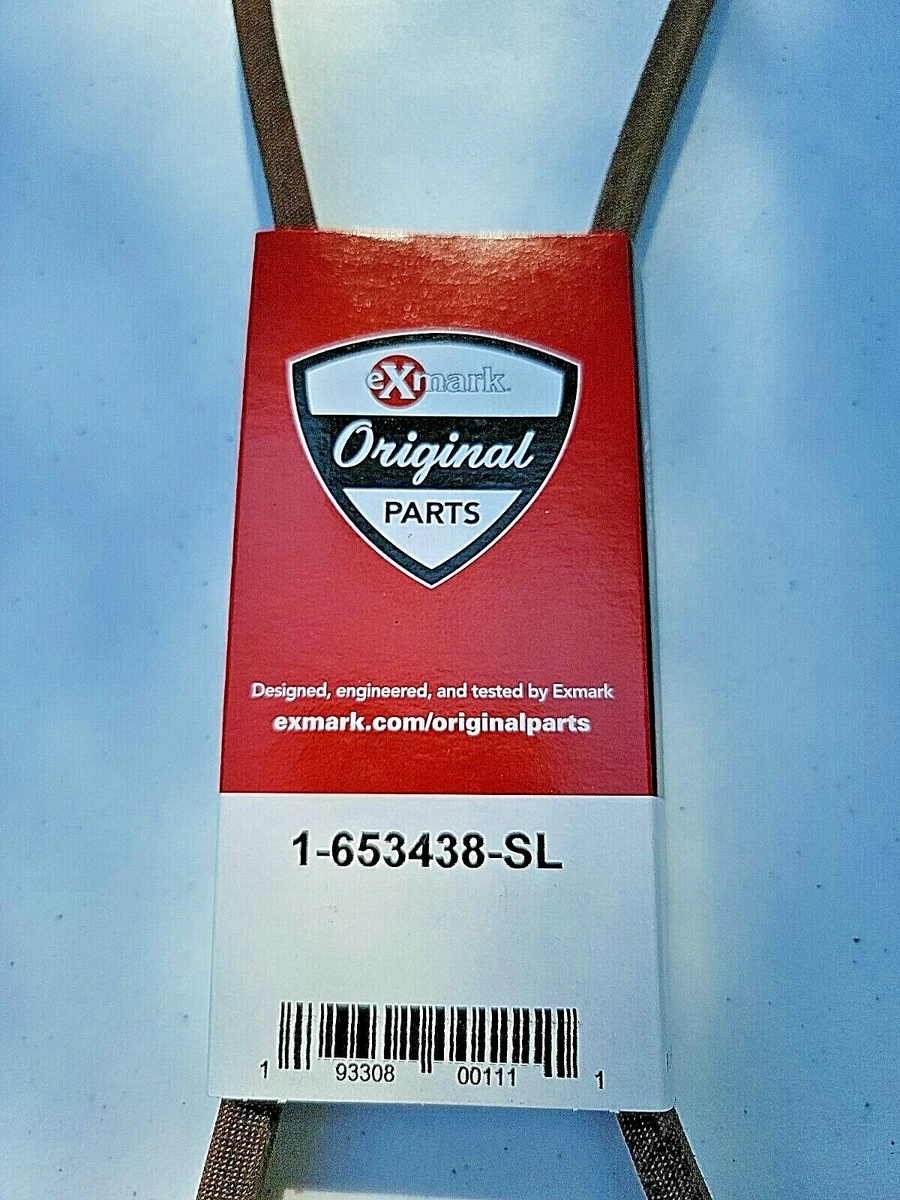 eXmark.
Original
PARTS
Designed, engineered, and tested by Exmark
exmark.com/originalparts
1-653438-SL
1 93308 00111 1